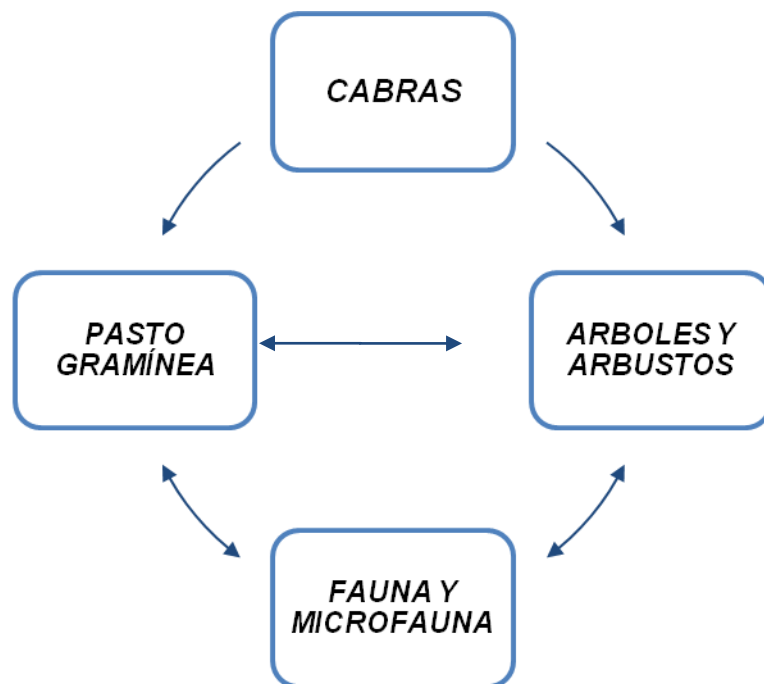 CABRAS
PASTO
GRAMÍNEA
ARBOLES Y
ARBUSTOS
FAUNA Y
MICROFAUNA